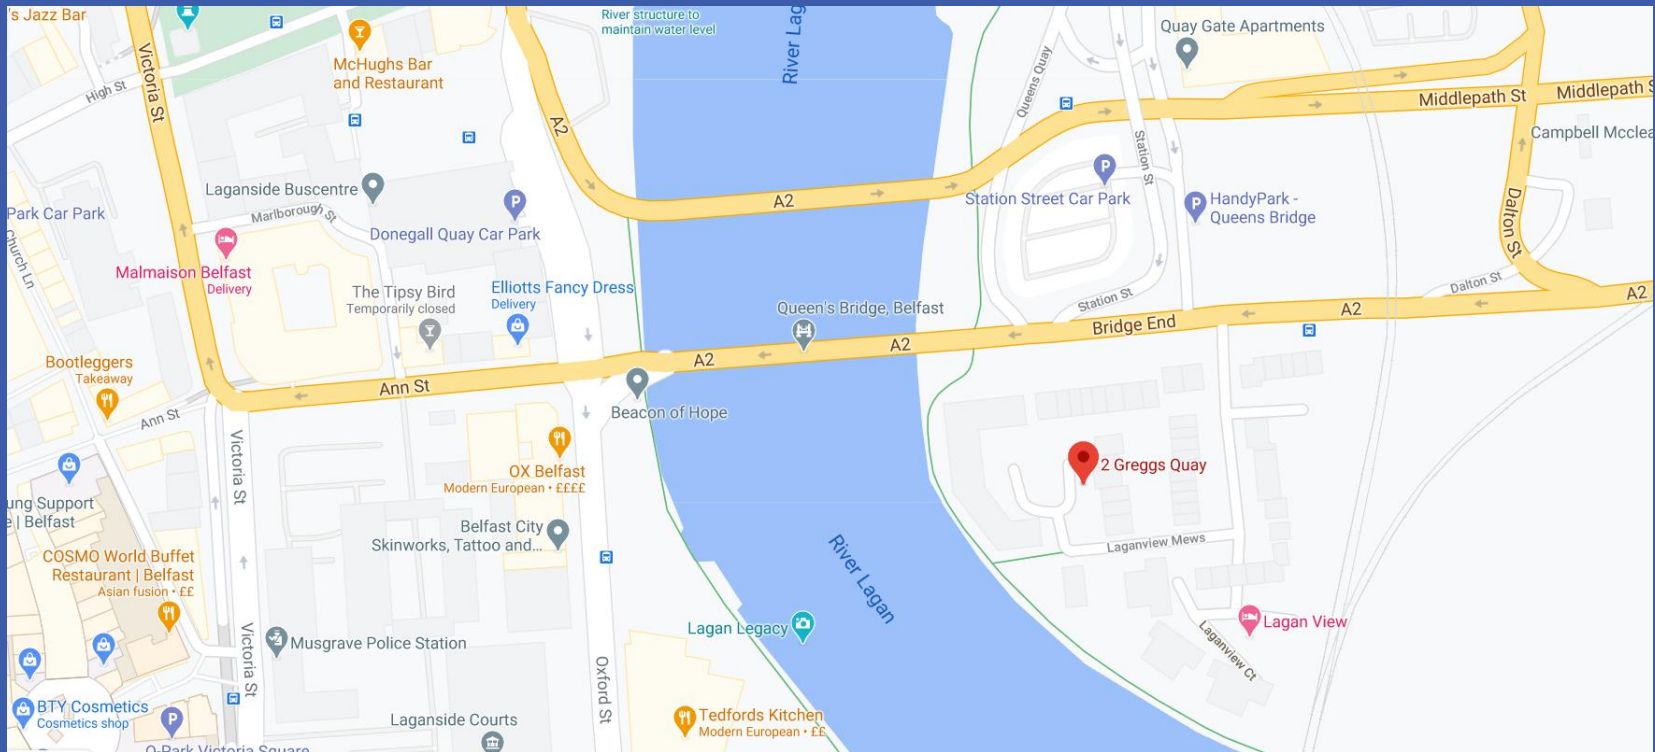 's Jazz Bar
River structure to
maintain water level
River Lag
Quay Gate Apartments
McHughs Bar
and Restaurant
Victoria St
High St
A2
Queens Quay
Middlepath St
Middlepath S
Campbell Mcclea
Station St
Laganside Buscentre
Marlborough St
Park Car Park
Church Ln
P
Donegall Quay Car Park
A2
P
Station Street Car Park
P
HandyPark -
Queens Bridge
Dalton St
Malmaison Belfast
Delivery
The Tipsy Bird
Temporarily closed
Elliotts Fancy Dress
Delivery
Queen's Bridge, Belfast
Station St
Dalton St
A2
A2
Bridge End
A2
A2
Bootleggers
Takeaway
Ann St
Ann St
Beacon of Hope
Victoria St
OX Belfast
Modern European • ££££
2 Greggs Quay
ung Support
e | Belfast
Belfast City
Skinworks, Tattoo and...
River Lagan
Laganview Mews
COSMO World Buffet
Restaurant | Belfast
Asian fusion • ££
Musgrave Police Station
Victoria St
Lagan Legacy
Lagan View
Laganview Ct
Oxford St
BTY Cosmetics
Cosmetics shop
P
Laganside Courts
Tedfords Kitchen
Modern European • ££
Q-Park Victoria Square